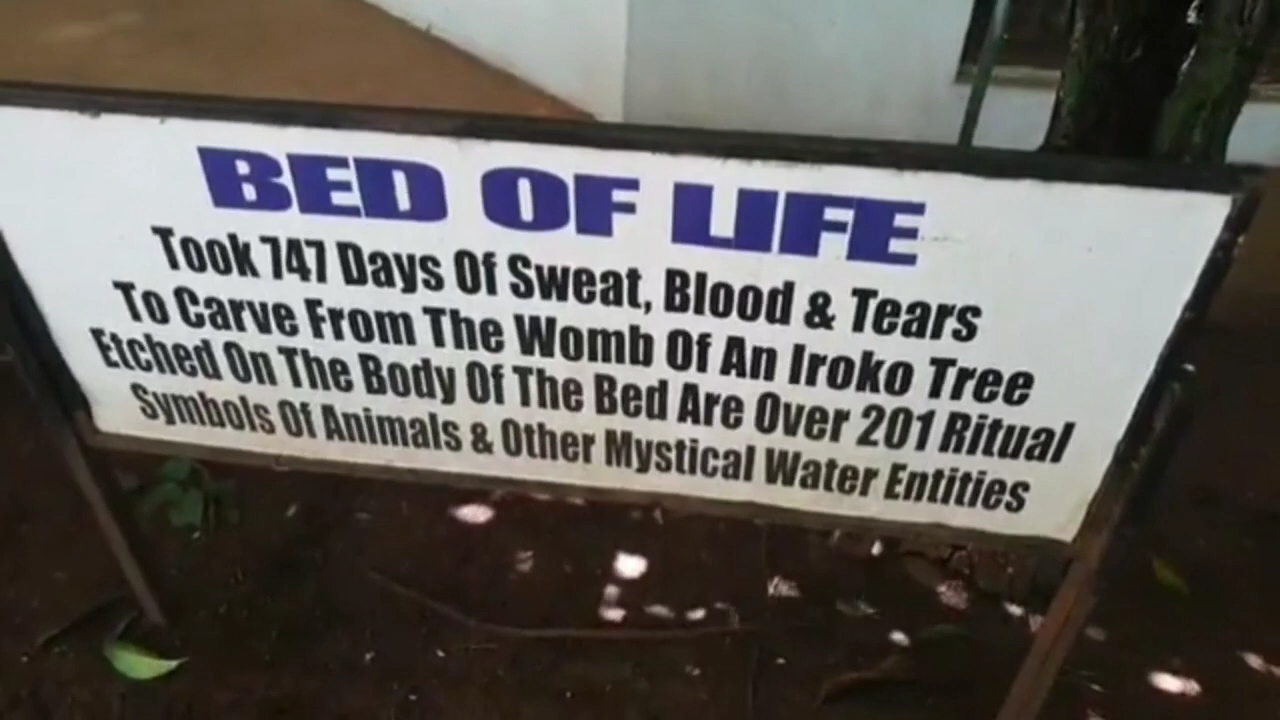 BED OF LIFE
Took 747 Days Of Sweat, Blood & Tears
To Carve From The Womb Of An Iroko Tree
Etched On The Body Of The Bed Are Over 201 Ritual
Symbols Of Animals & Other Mystical Water Entities